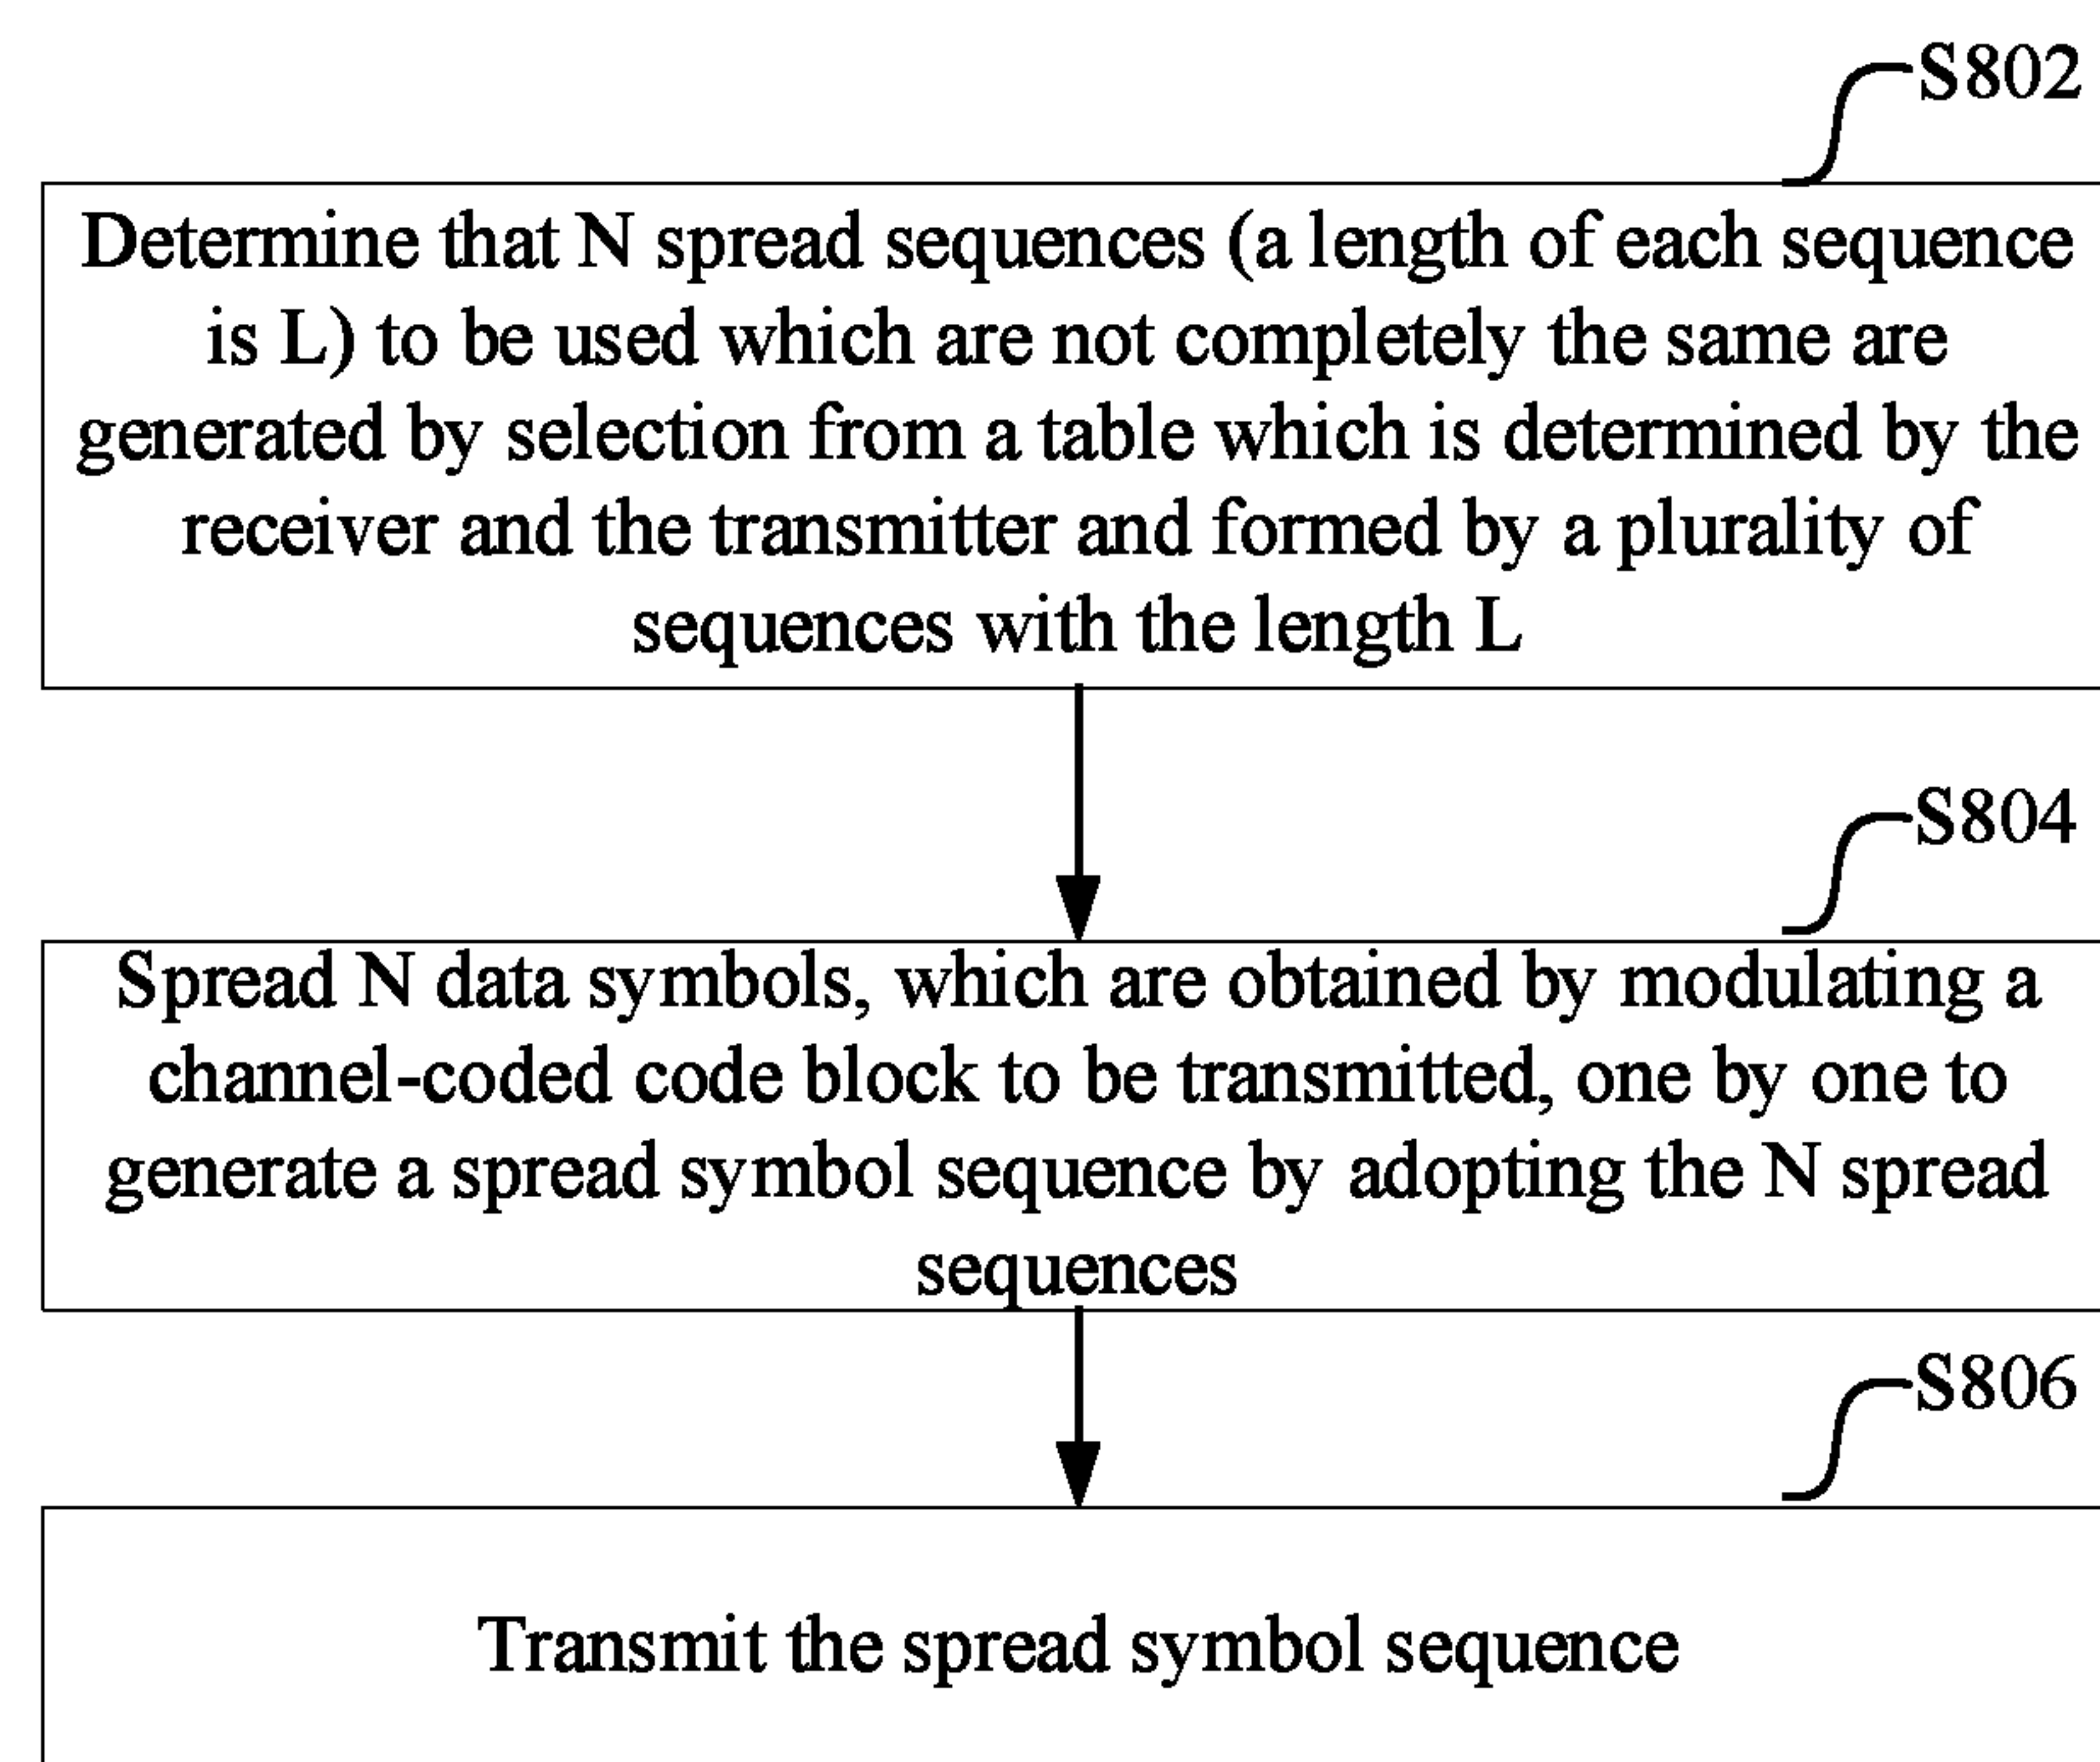 S802
Determine that N spread sequences (a length of each sequence
is L) to be used which are not completely the same are
generated by selection from a table which is determined by the
receiver and the transmitter and formed by a plurality of
sequences with the length L
S804
Spread N data symbols, which are obtained by modulating a
channel-coded code block to be transmitted, one by one to
generate a spread symbol sequence by adopting the N spread
sequences
S806
Transmit the spread symbol sequence